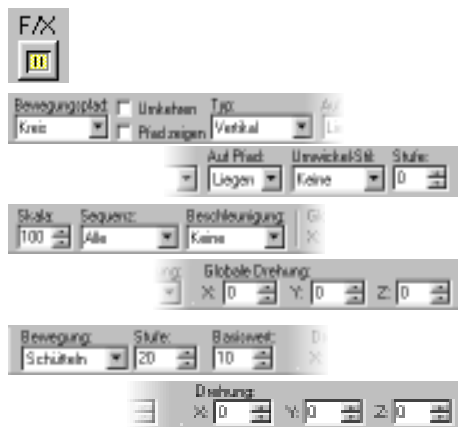 F/X
Bewegungspfad: Umkehren Typ:
Kreis Pfad zeigen Vertikal
Auf Pfad: Umwickel-Stil: Stufe:
Liegen Keine 0
Skala: Sequenz: Beschleunigung:
100 Alle Keine
Globale Drehung:
X: 0 Y: 0 Z: 0
Bewegung: Stufe: Basiswert:
Schütteln 20 10
Drehung:
X: 0 Y: 0 Z: 0